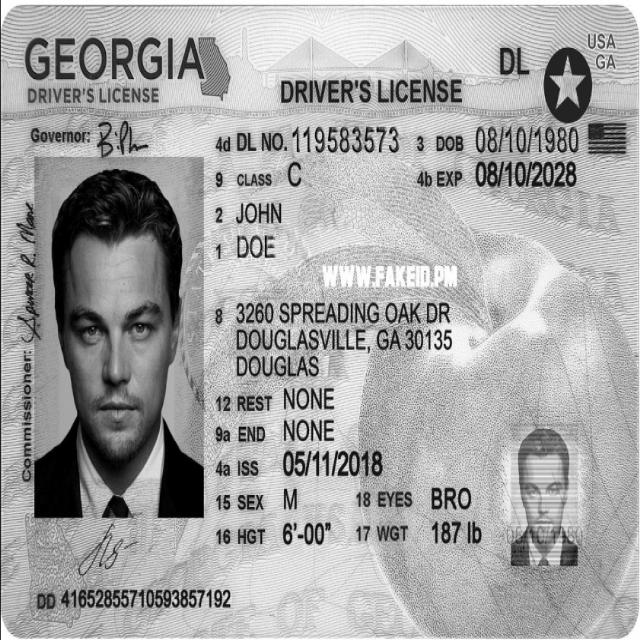 GEORGIA
DRIVER'S LICENSE
DRIVER'S LICENSE
DL
USA
GA
Governor:
4d DL NO. 119583573 3 DOB 08/10/1980
9 CLASS C 4b EXP 08/10/2028
2 JOHN
1 DOE
WWW.FAKEID.PM
8 3260 SPREADING OAK DR
DOUGLASVILLE, GA 30135
DOUGLAS
12 REST NONE
9a END NONE
4a ISS 05/11/2018
15 SEX M 18 EYES BRO
16 HGT 6'-00" 17 WGT 187 lb
Commissioner:
08/10/1980
DD 41652855710593857192